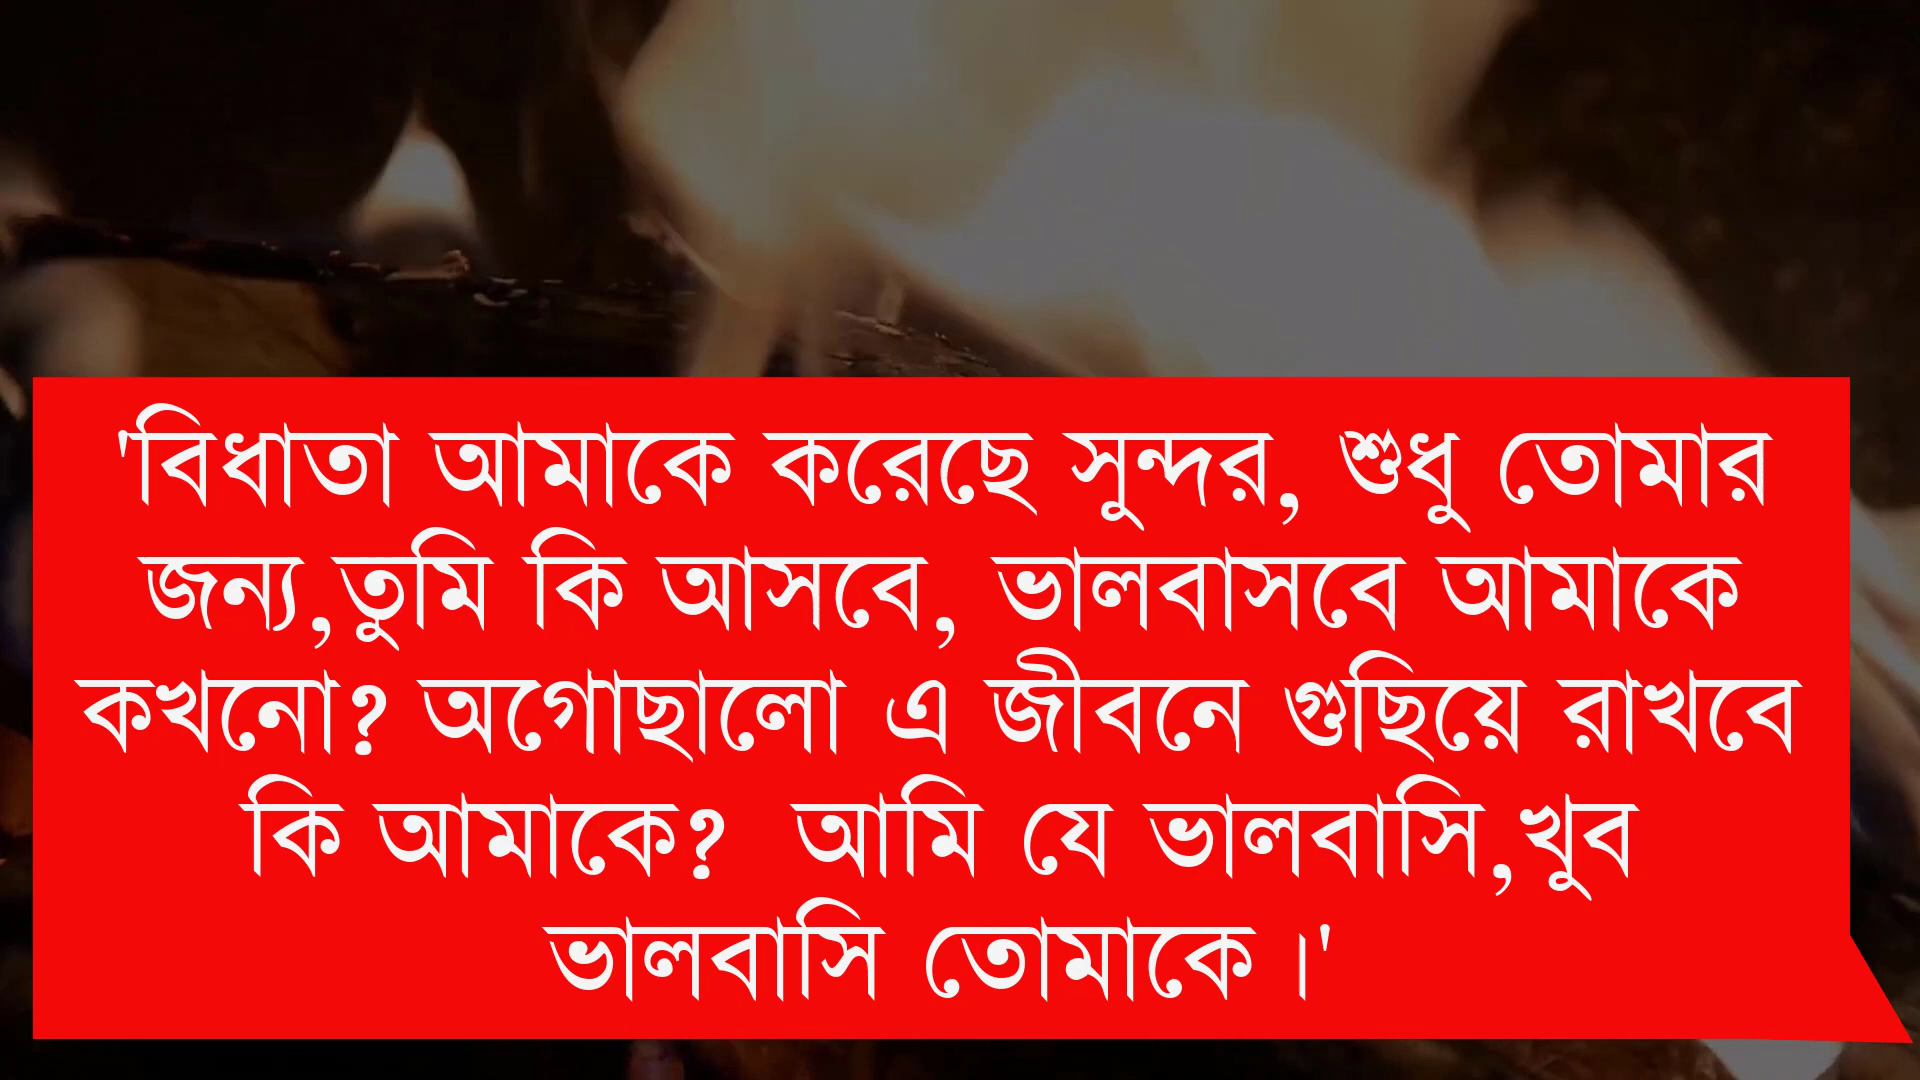 'বিধাতা আমাকে করেছে সুন্দর, শুধু তোমার
জন্য,তুমি কি আসবে, ভালবাসবে আমাকে
কখনো? অগোছালো এ জীবনে গুছিয়ে রাখবে
কি আমাকে?  আমি যে ভালবাসি,খুব
ভালবাসি তোমাকে।'